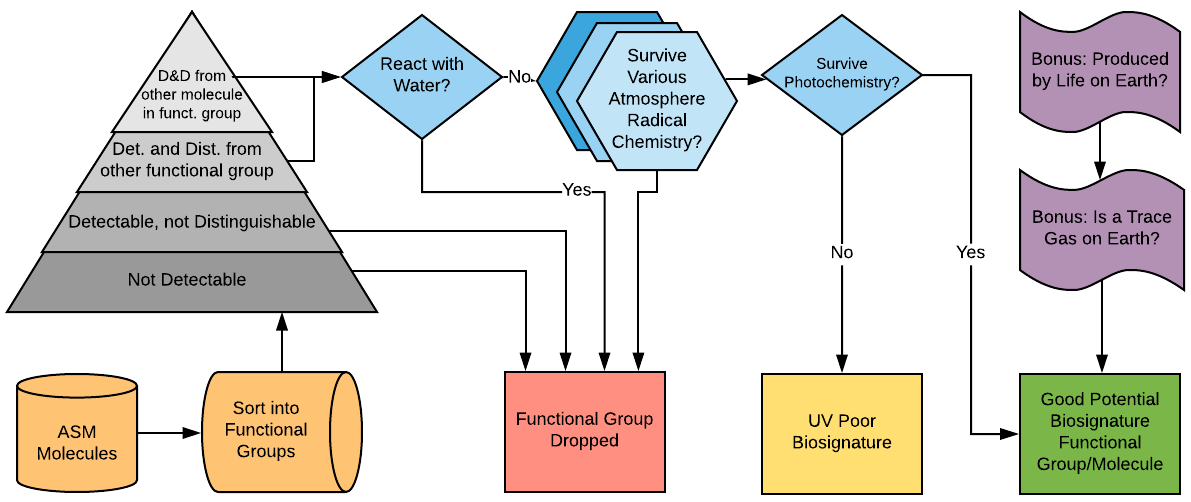 D&D from
other molecule
in funct. group
Det. and Dist. from
other functional group
Detectable, not Distinguishable
Not Detectable
ASM
Molecules
Sort into
Functional
Groups
React with
Water?
No
Yes
Survive
Various
Atmosphere
Radical
Chemistry?
Functional Group
Dropped
Survive
Photochemistry?
No
Yes
UV Poor
Biosignature
Bonus: Produced
by Life on Earth?
Bonus: Is a Trace
Gas on Earth?
Good Potential
Biosignature
Functional
Group/Molecule